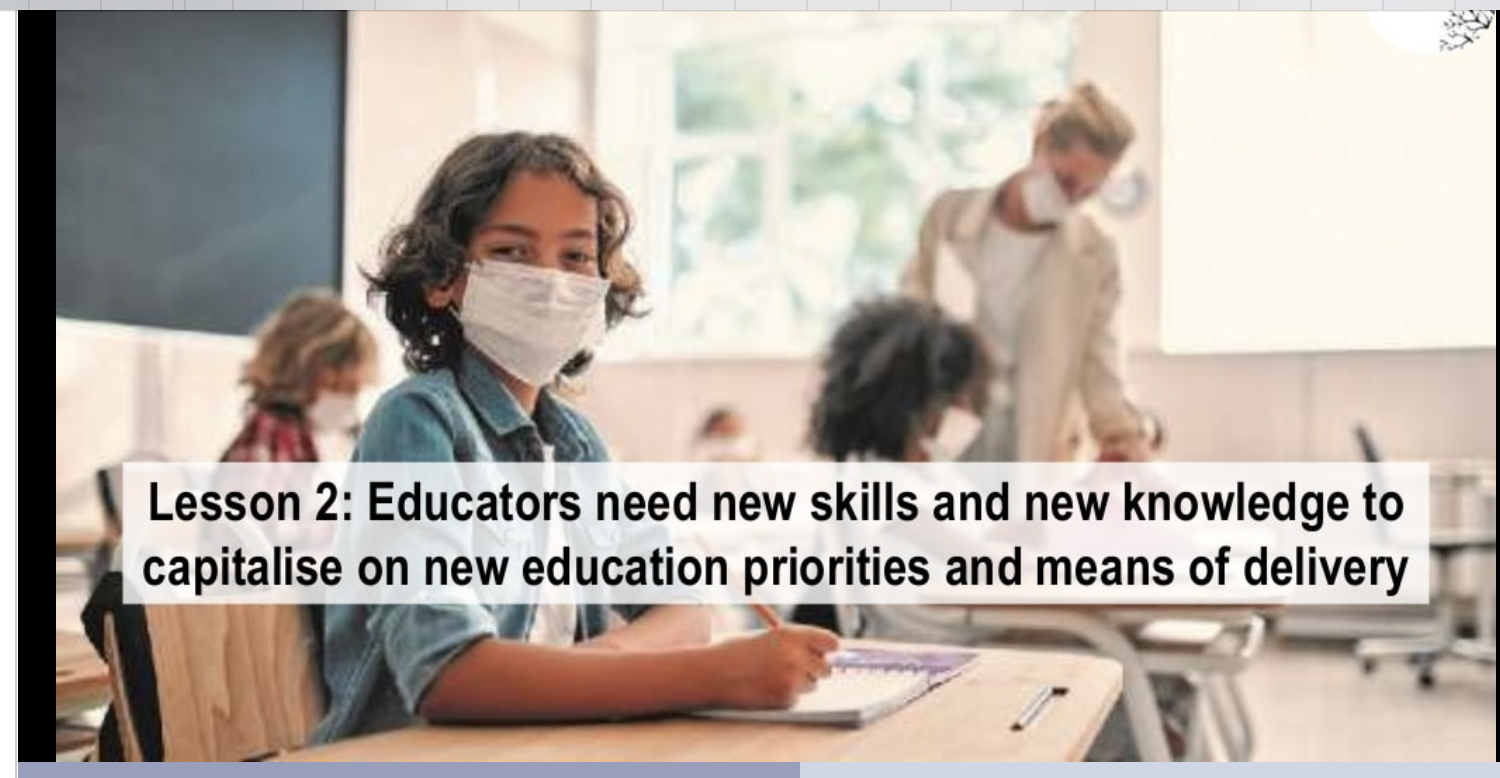 Lesson 2: Educators need new skills and new knowledge to
capitalise on new education priorities and means of delivery